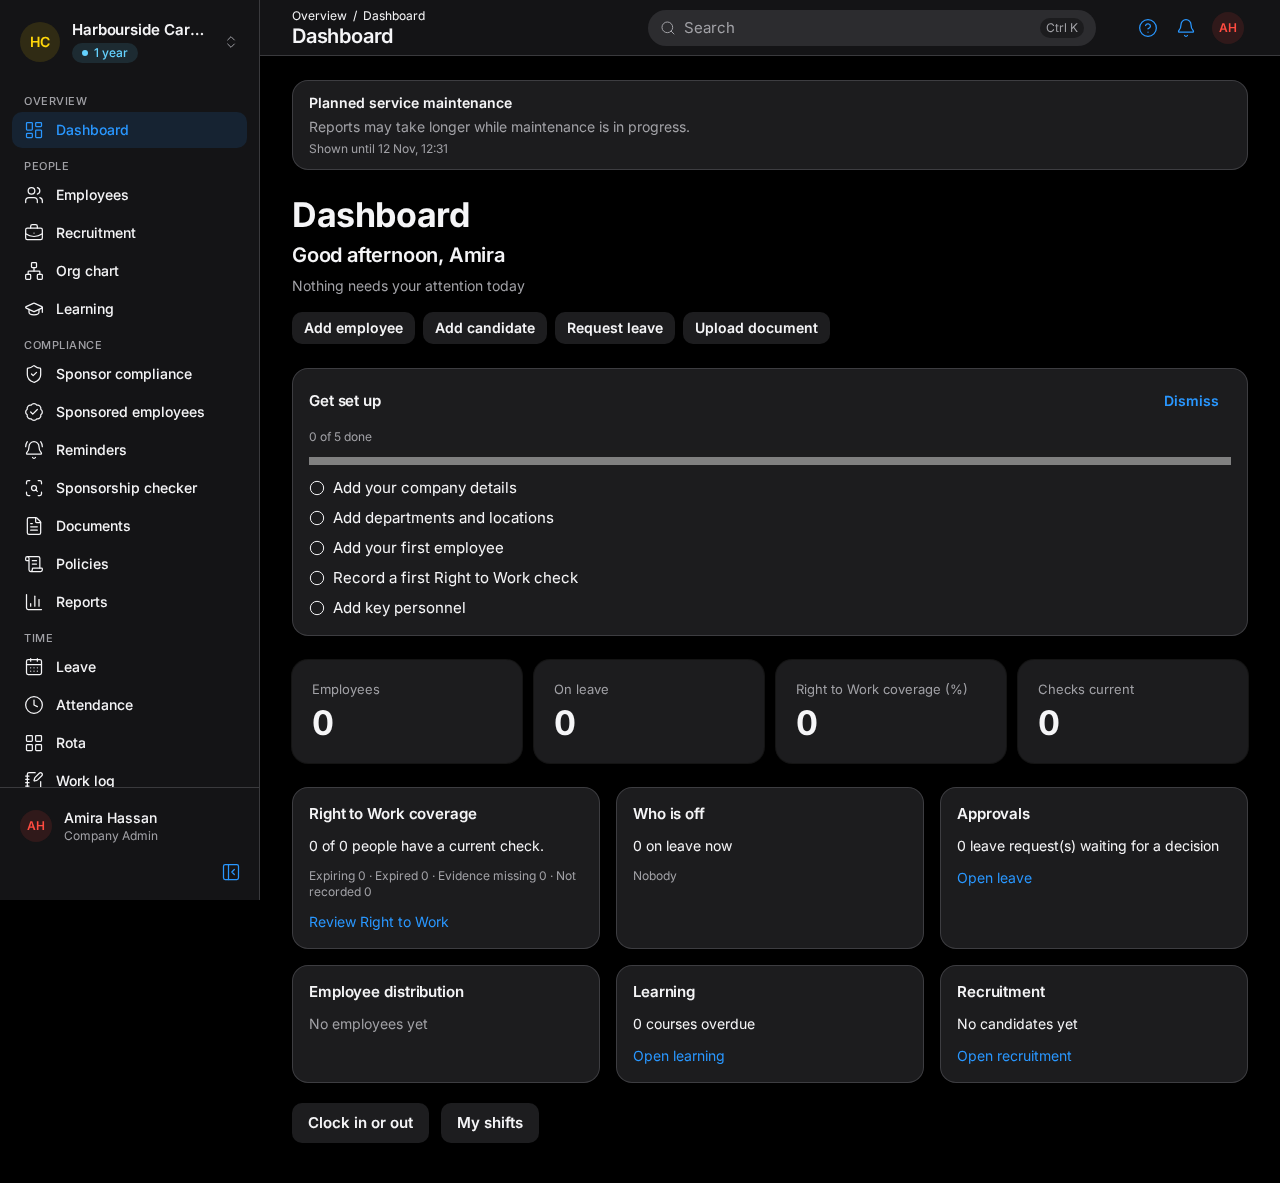 HC
Harbourside Car...
1 year
OVERVIEW
Dashboard
PEOPLE
Employees
Recruitment
Org chart
Learning
COMPLIANCE
Sponsor compliance
Sponsored employees
Reminders
Sponsorship checker
Documents
Policies
Reports
TIME
Leave
Attendance
Rota
Work log
AH
Amira Hassan
Company Admin
Overview / Dashboard
Dashboard
Search
Ctrl K
AH
Planned service maintenance
Reports may take longer while maintenance is in progress.
Shown until 12 Nov, 12:31
Dashboard
Good afternoon, Amira
Nothing needs your attention today
Add employee
Add candidate
Request leave
Upload document
Get set up
Dismiss
0 of 5 done
Add your company details
Add departments and locations
Add your first employee
Record a first Right to Work check
Add key personnel
Employees
0
On leave
0
Right to Work coverage (%)
0
Checks current
0
Right to Work coverage
0 of 0 people have a current check.
Expiring 0 · Expired 0 · Evidence missing 0 · Not
recorded 0
Review Right to Work
Who is off
0 on leave now
Nobody
Approvals
0 leave request(s) waiting for a decision
Open leave
Employee distribution
No employees yet
Learning
0 courses overdue
Open learning
Recruitment
No candidates yet
Open recruitment
Clock in or out
My shifts